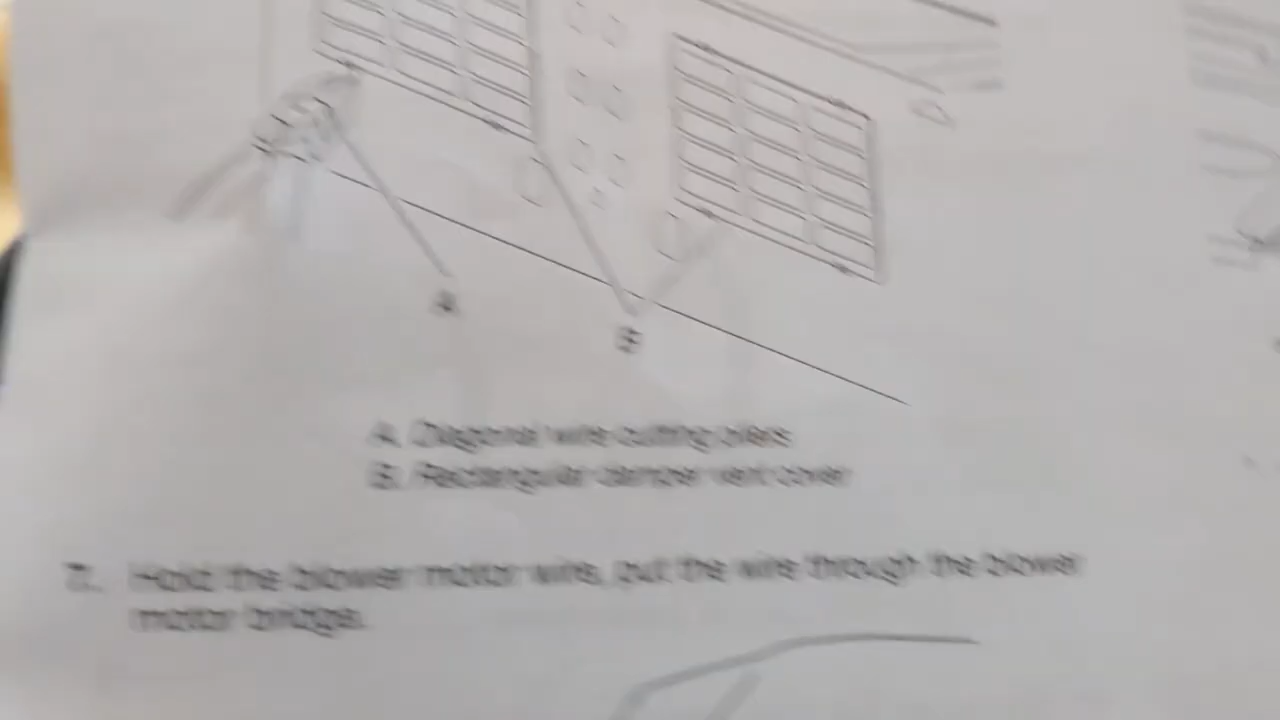 A
B
A. Diagonal wire cutting pliers
B. Rectangular damper vent cover
7. Hold the blower motor wire, put the wire through the blower
motor bridge.